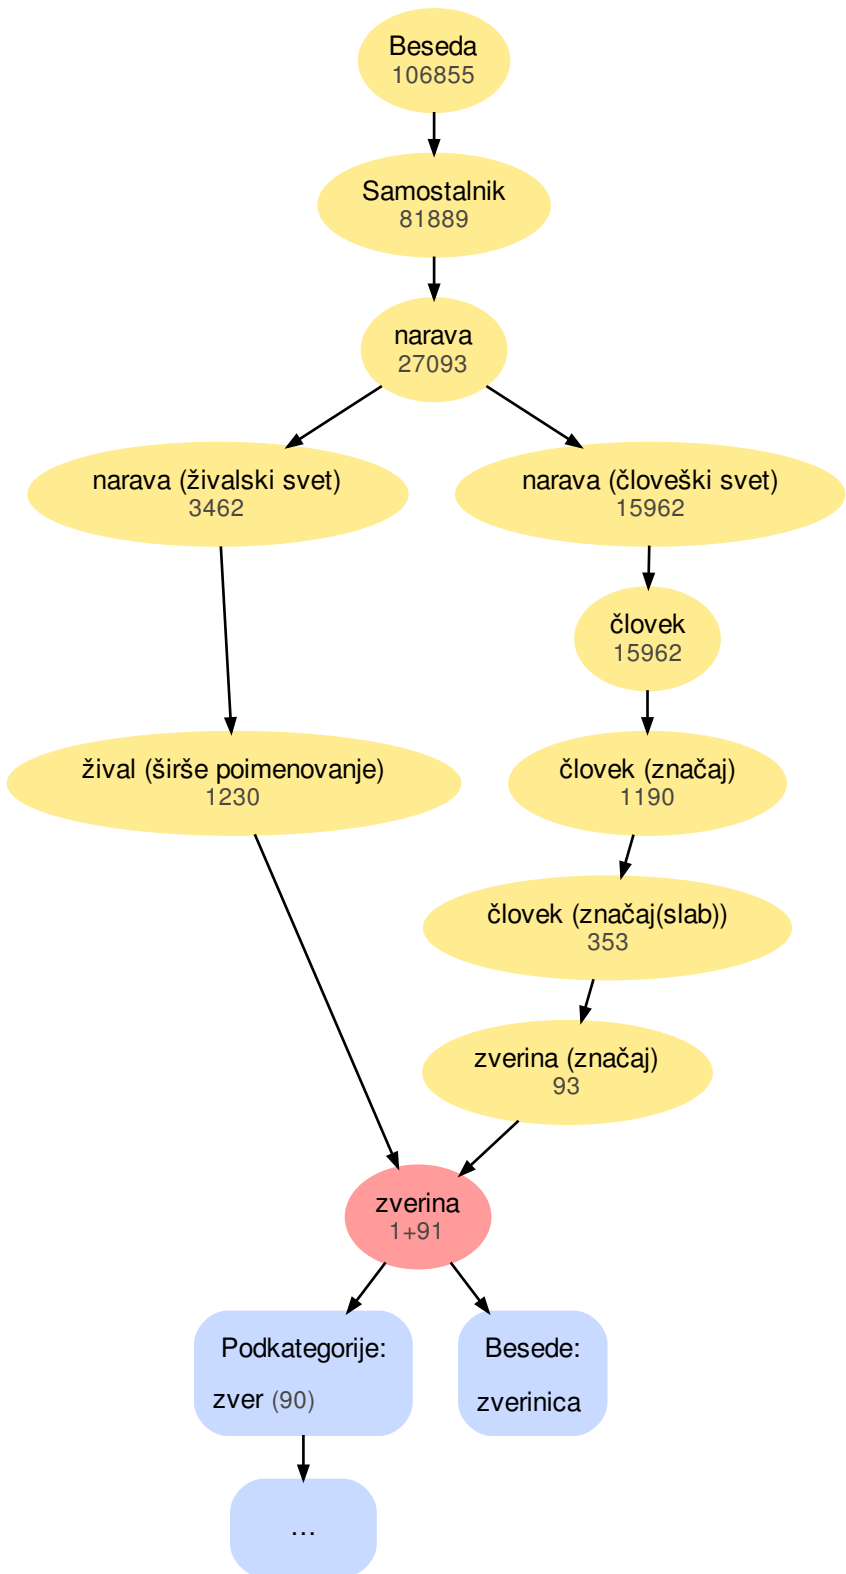 Beseda
106855
Samostalnik
81889
narava
27093
narava (živalski svet)
3462
narava (človeški svet)
15962
človek
15962
žival (širše poimenovanje)
1230
človek (značaj)
1190
človek (značaj(slab))
353
zverina (značaj)
93
zverina
1+91
Podkategorije:
zver (90)
Besede:
zverinica
...